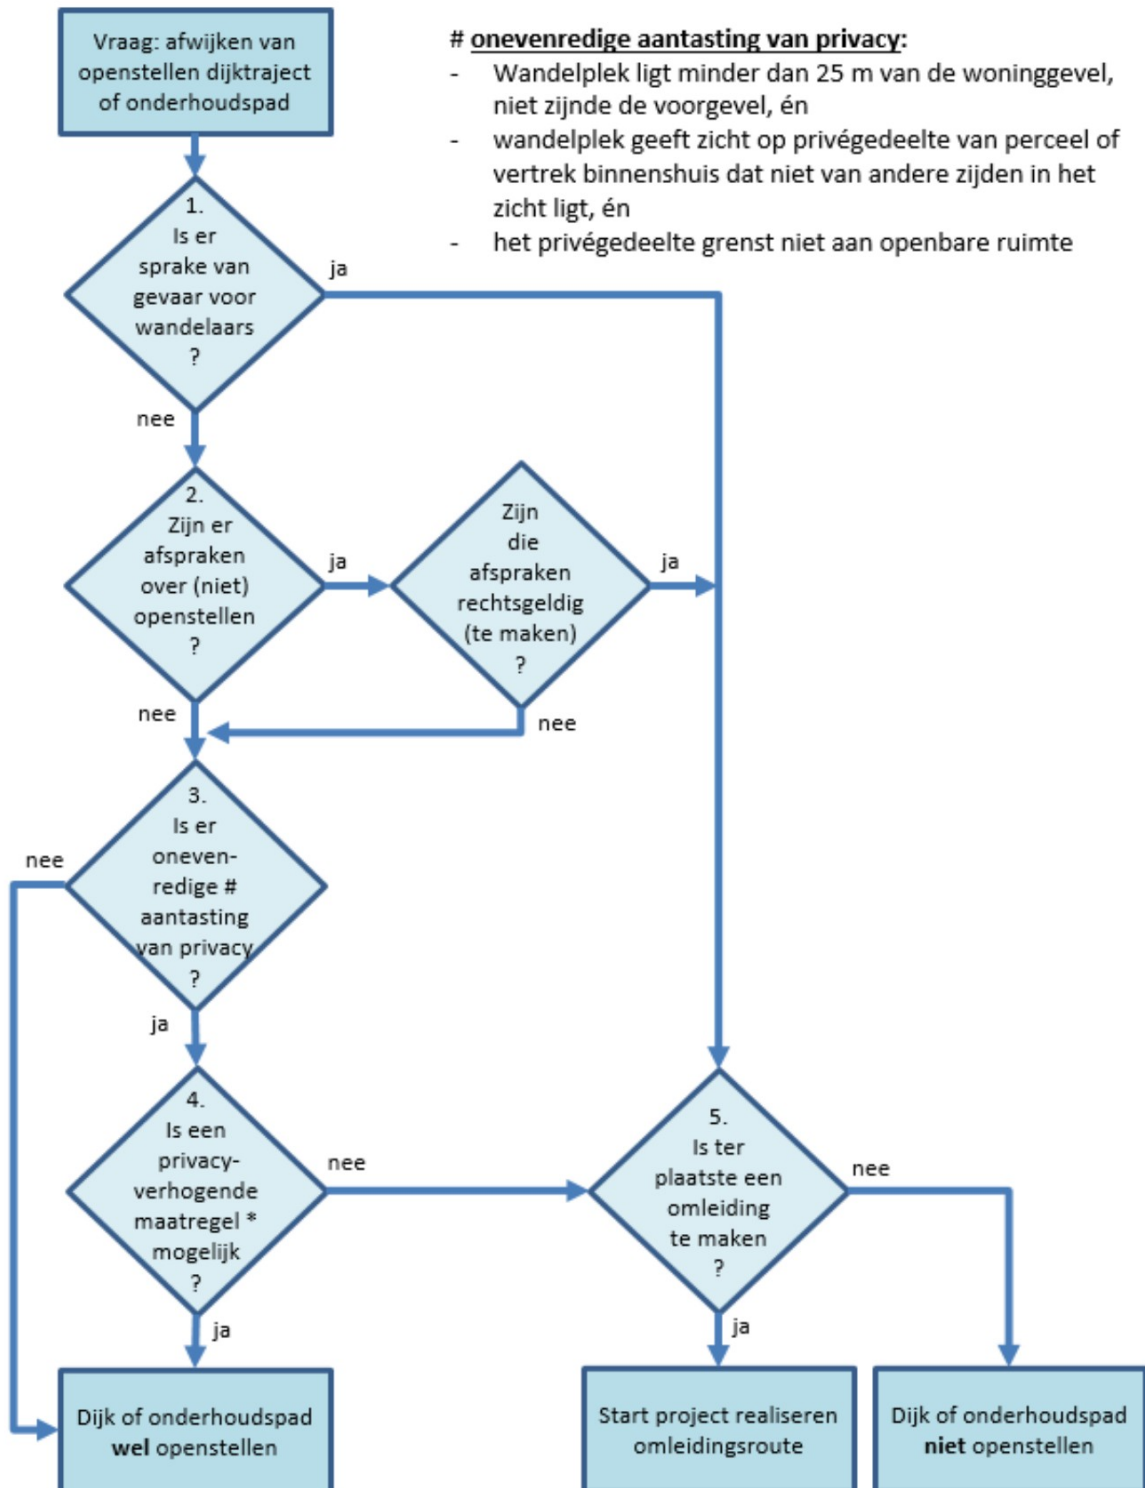 Vraag: afwijken van
openstellen dijktraject
of onderhoudspad
# onevenredige aantasting van privacy:
- Wandelplek ligt minder dan 25 m van de woninggevel,
niet zijnde de voorgevel, én
- wandelplek geeft zicht op privégedeelte van perceel of
vertrek binnenshuis dat niet van andere zijden in het
zicht ligt, én
- het privégedeelte grenst niet aan openbare ruimte
1.
Is er
sprake van
gevaar voor
wandelaars
?
ja
nee
2.
Zijn er
afspraken
over (niet)
openstellen
?
ja
nee
Zijn
die
afspraken
rechtsgeldig
(te maken)
?
ja
nee
3.
Is er
oneven-
redige #
aantasting
van privacy
?
nee
ja
4.
Is een
privacy-
verhogende
maatregel *
mogelijk
?
nee
ja
5.
Is ter
plaatste een
omleiding
te maken
?
nee
ja
Dijk of onderhoudspad
wel openstellen
Start project realiseren
omleidingsroute
Dijk of onderhoudspad
niet openstellen